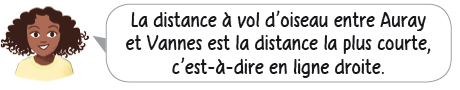 La distance à vol d'oiseau entre Auray
et Vannes est la distance la plus courte,
c'est-à-dire en ligne droite.